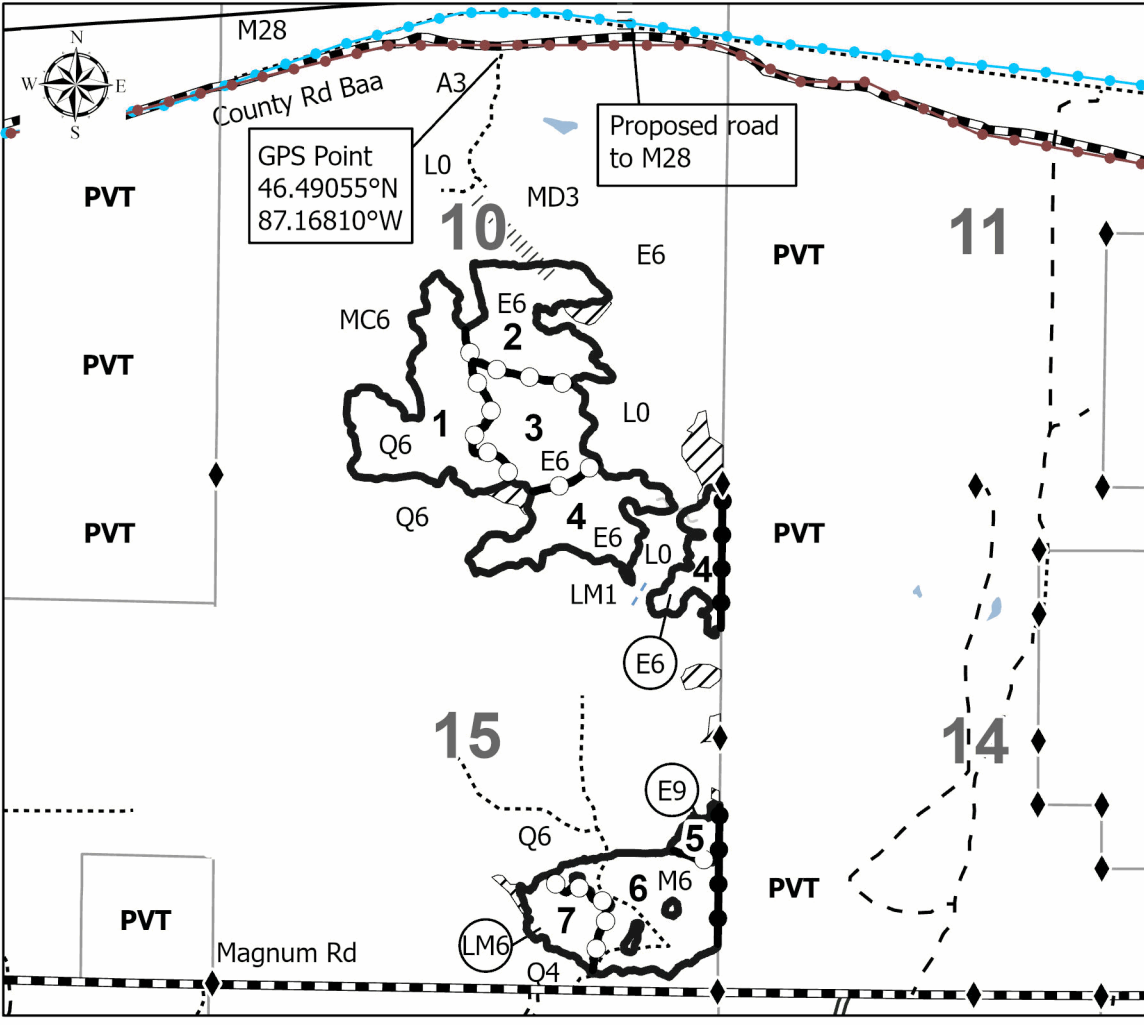 M28
N
W E
S
County Rd Baa
A3
GPS Point
46.49055°N
87.16810°W
Proposed road
to M28
L0
MD3
PVT
10
11
E6
PVT
E6
MC6
2
PVT
L0
1
3
Q6
E6
Q6
4
E6
PVT
PVT
L0
4
LM1
E6
15
14
E9
Q6
5
6
M6
PVT
7
PVT
LM6
Magnum Rd
Q4